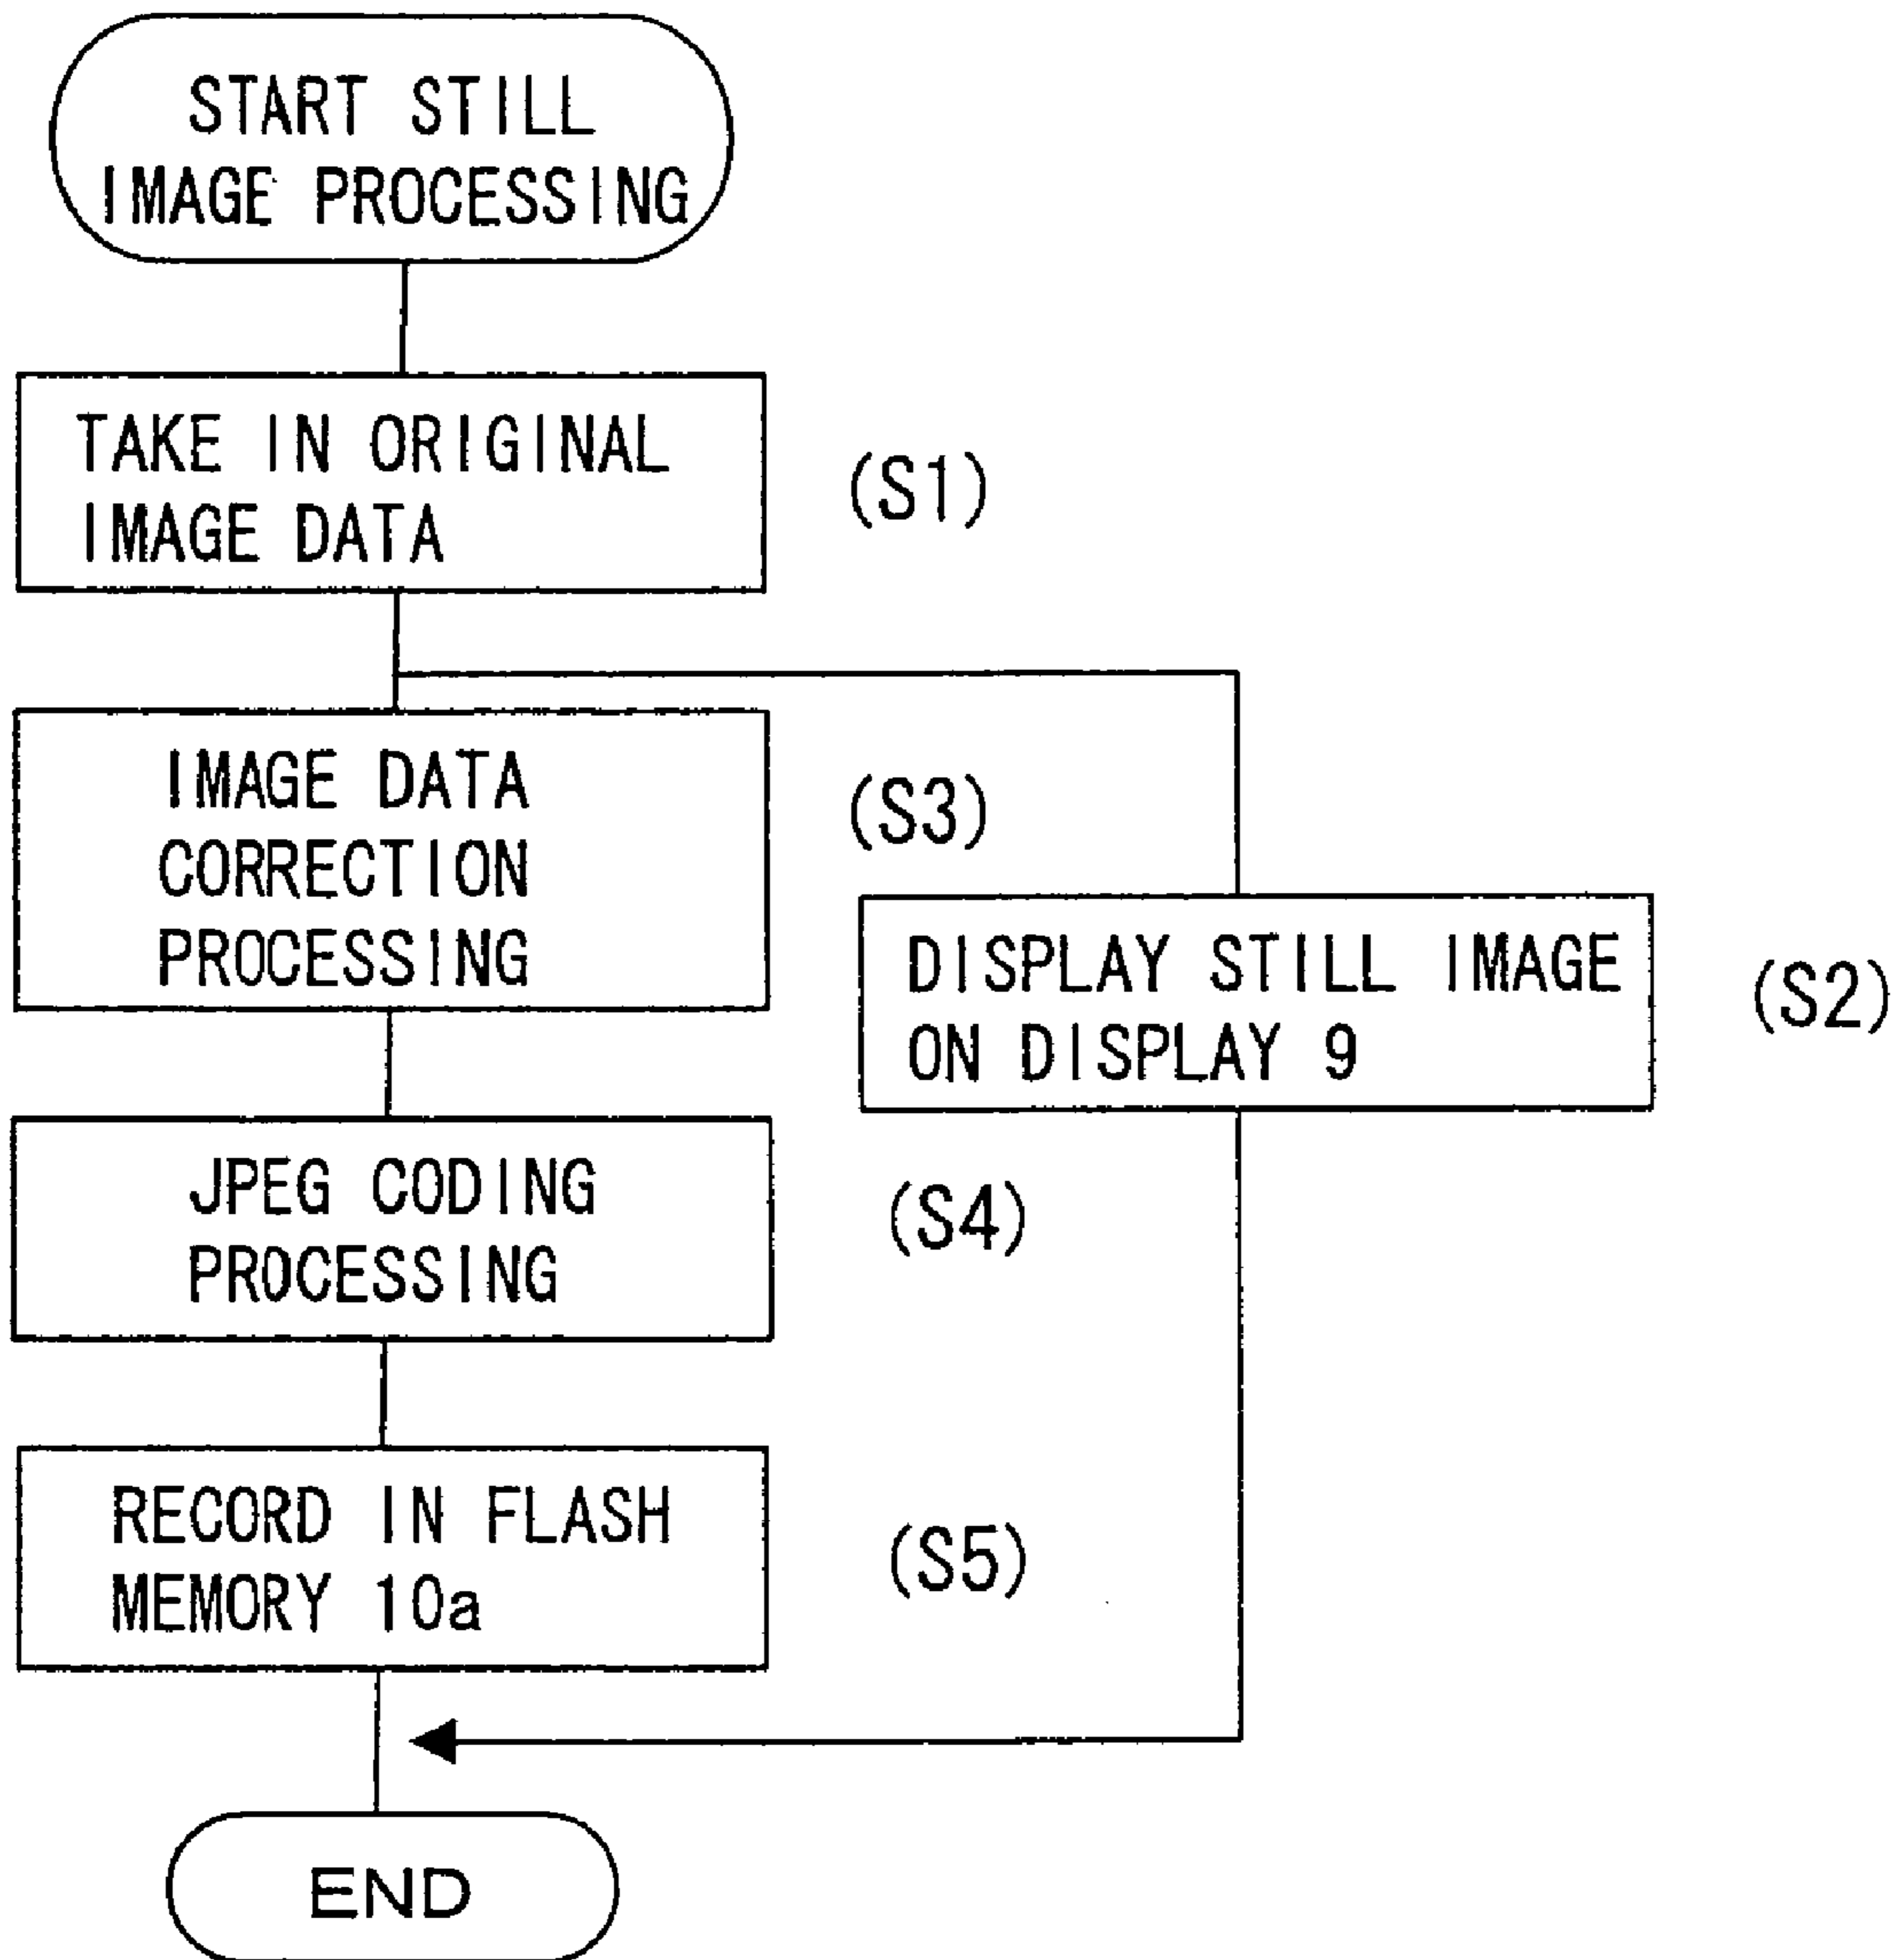 START STILL
IMAGE PROCESSING
TAKE IN ORIGINAL
IMAGE DATA
(S1)
IMAGE DATA
CORRECTION
PROCESSING
(S3)
DISPLAY STILL IMAGE
ON DISPLAY 9
(S2)
JPEG CODING
PROCESSING
(S4)
RECORD IN FLASH
MEMORY 10a
(S5)
END